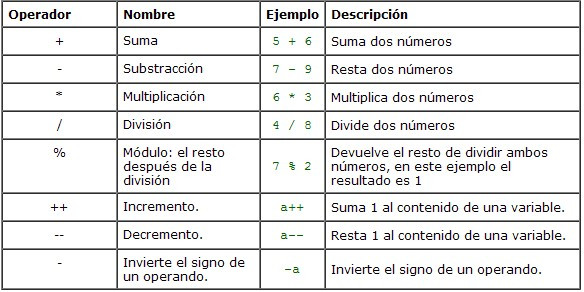 Operador Nombre Ejemplo Descripción
+ Suma 5 + 6 Suma dos números
- Substracción 7 - 9 Resta dos números
* Multiplicación 6 * 3 Multiplica dos números
/ División 4 / 8 Divide dos números
% Módulo: el resto
después de la
división
7 % 2
Devuelve el resto de dividir ambos
números, en este ejemplo el
resultado es 1
++ Incremento. a++ Suma 1 al contenido de una variable.
-- Decremento. a-- Resta 1 al contenido de una variable.
- Invierte el signo de
un operando.
-a
Invierte el signo de un operando.